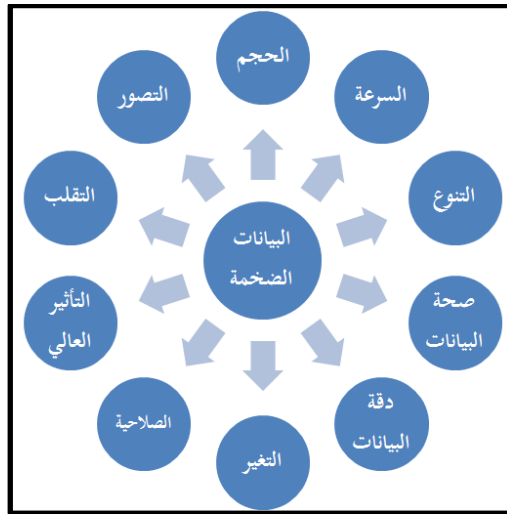 البيانات
الضخمة
الحجم
السرعة
التنوع
صحة
البيانات
دقة
البيانات
التغير
الصلاحية
التأثير
العالي
التقلب
التصور